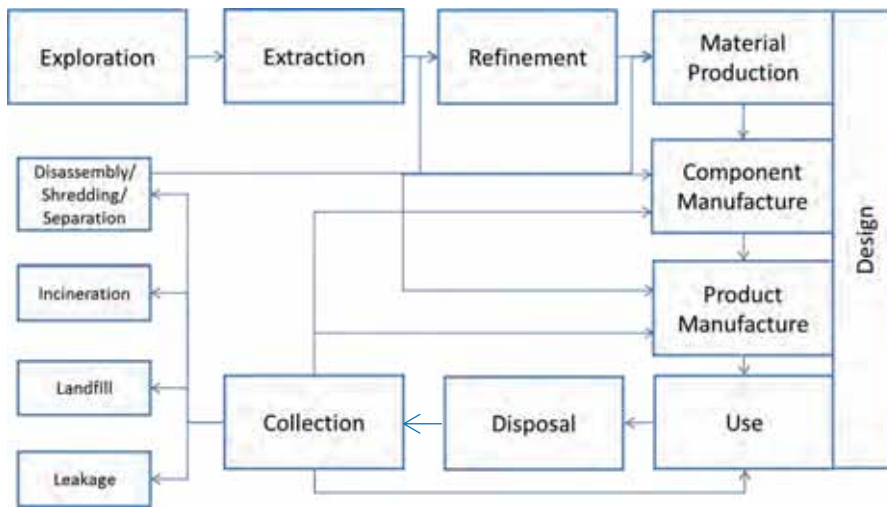 Exploration
Extraction
Refinement
Material
Production
Disassembly/
Shredding/
Separation
Component
Manufacture
Design
Incineration
Product
Manufacture
Landfill
Collection
Disposal
Use
Leakage